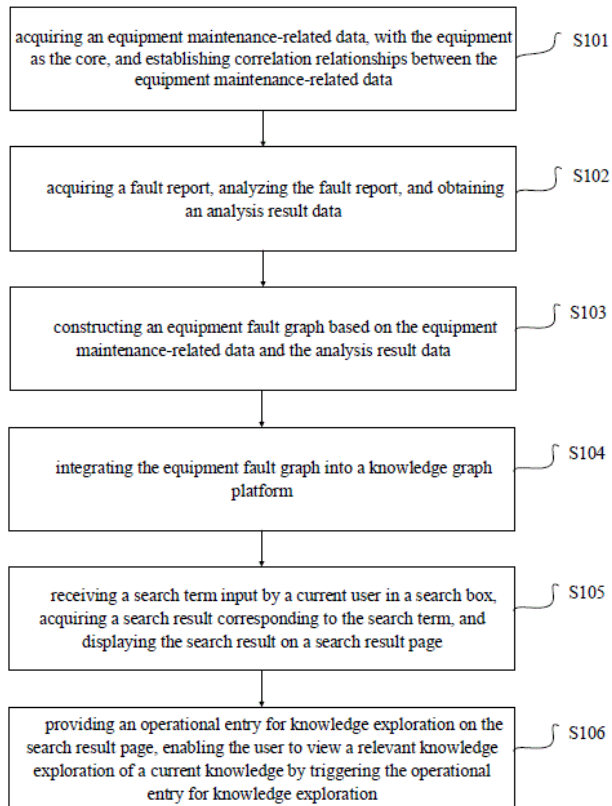 acquiring an equipment maintenance-related data, with the equipment
as the core, and establishing correlation relationships between the
equipment maintenance-related data
S101
acquiring a fault report, analyzing the fault report, and obtaining
an analysis result data
S102
constructing an equipment fault graph based on the equipment
maintenance-related data and the analysis result data
S103
integrating the equipment fault graph into a knowledge graph
platform
S104
receiving a search term input by a current user in a search box,
acquiring a search result corresponding to the search term, and
displaying the search result on a search result page
S105
providing an operational entry for knowledge exploration on the
search result page, enabling the user to view a relevant knowledge
exploration of a current knowledge by triggering the operational
entry for knowledge exploration
S106